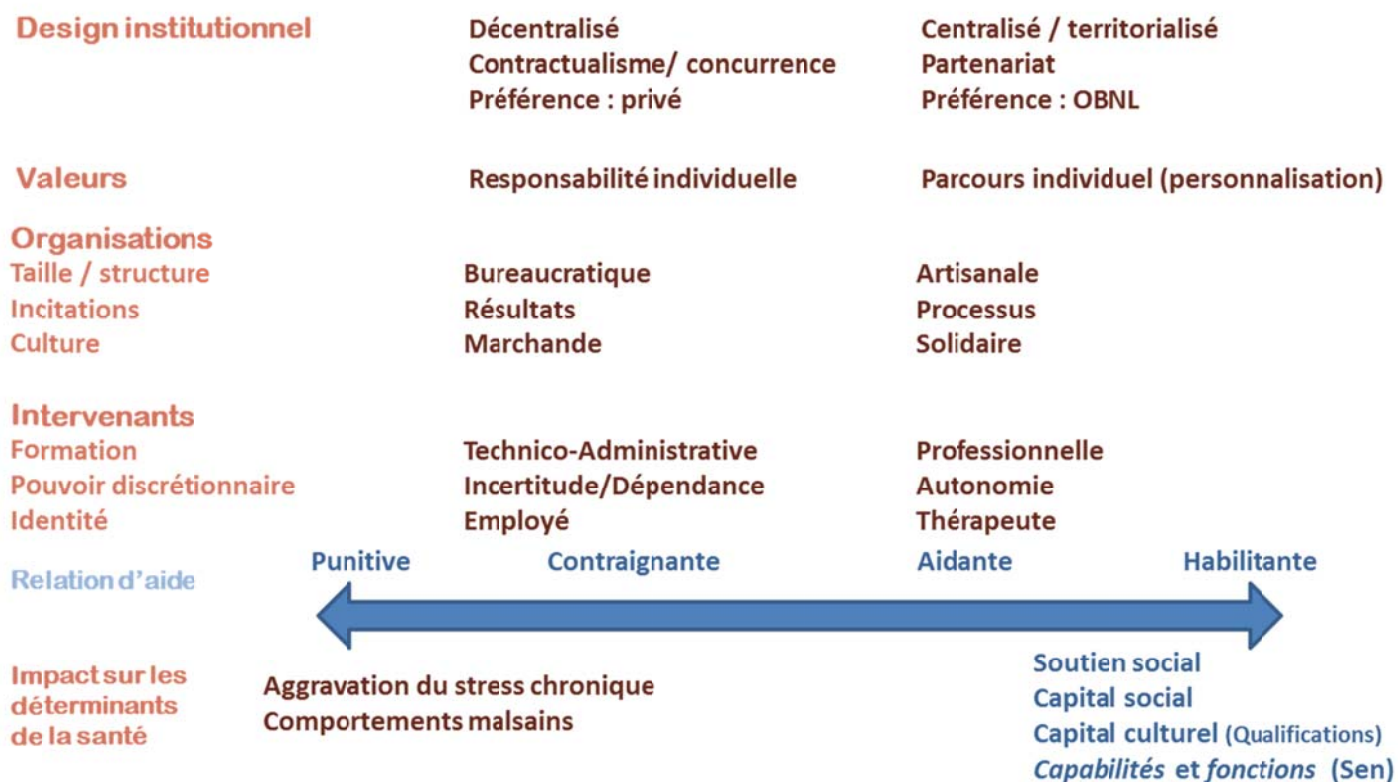 Design institutionnel Décentralisé Centralisé / territorialisé
Contractualisme/ concurrence Partenariat
Préférence : privé Préférence : OBNL
Valeurs Responsabilité individuelle Parcours individuel (personnalisation)
Organisations
Taille / structure Bureaucratique Artisanale
Incitations Résultats Processus
Culture Marchande Solidaire
Intervenants
Formation Technico-Administrative Professionnelle
Pouvoir discrétionnaire Incertitude/Dépendance Autonomie
Identité Employé Thérapeute
Punitive Contraignante Aidante Habilitante
Relation d'aide
Impact sur les
déterminants
de la santé
Aggravation du stress chronique
Comportements malsains
Soutien social
Capital social
Capital culturel (Qualifications)
Capabilités et fonctions (Sen)